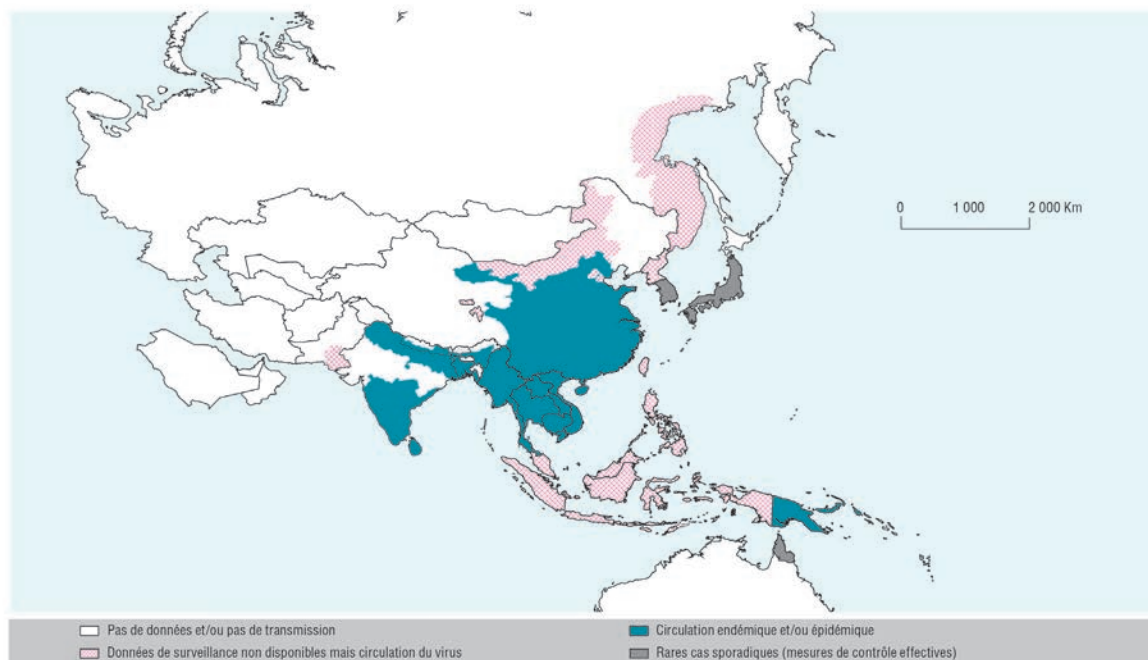 0 1 000 2 000 Km
Pas de données et/ou pas de transmission
Circulation endémique et/ou épidémique
Données de surveillance non disponibles mais circulation du virus
Rares cas sporadiques (mesures de contrôle effectives)